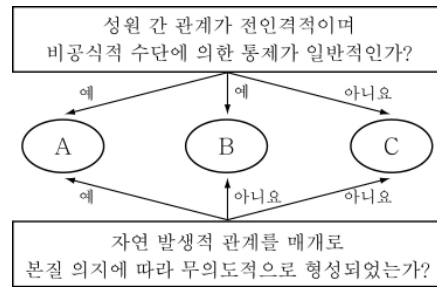 성원 간 관계가 전인격적이며
비공식적 수단에 의한 통제가 일반적인가?
예 예 아니요
A B C
예 아니요 아니요
자연 발생적 관계를 매개로
본질 의지에 따라 무의도적으로 형성되었는가?